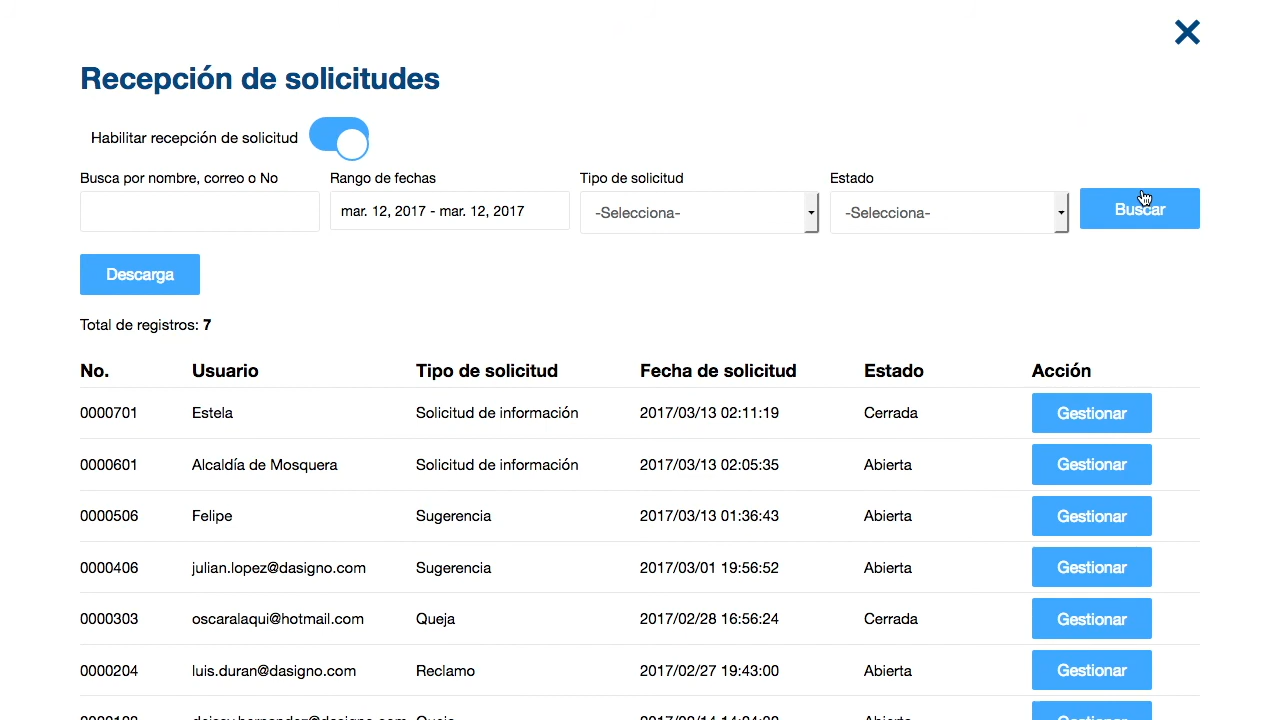 Recepción de solicitudes
Habilitar recepción de solicitud
Busca por nombre, correo o No Rango de fechas Tipo de solicitud Estado
mar. 12, 2017 - mar. 12, 2017 -Selecciona- -Selecciona- Buscar
Descarga
Total de registros: 7
No. Usuario Tipo de solicitud Fecha de solicitud Estado Acción
0000701 Estela Solicitud de información 2017/03/13 02:11:19 Cerrada Gestionar
0000601 Alcaldía de Mosquera Solicitud de información 2017/03/13 02:05:35 Abierta Gestionar
0000506 Felipe Sugerencia 2017/03/13 01:36:43 Abierta Gestionar
0000406 julian.lopez@dasigno.com Sugerencia 2017/03/01 19:56:52 Abierta Gestionar
0000303 oscaralaqui@hotmail.com Queja 2017/02/28 16:56:24 Cerrada Gestionar
0000204 luis.duran@dasigno.com Reclamo 2017/02/27 19:43:00 Abierta Gestionar
Queja Abierta Gestionar